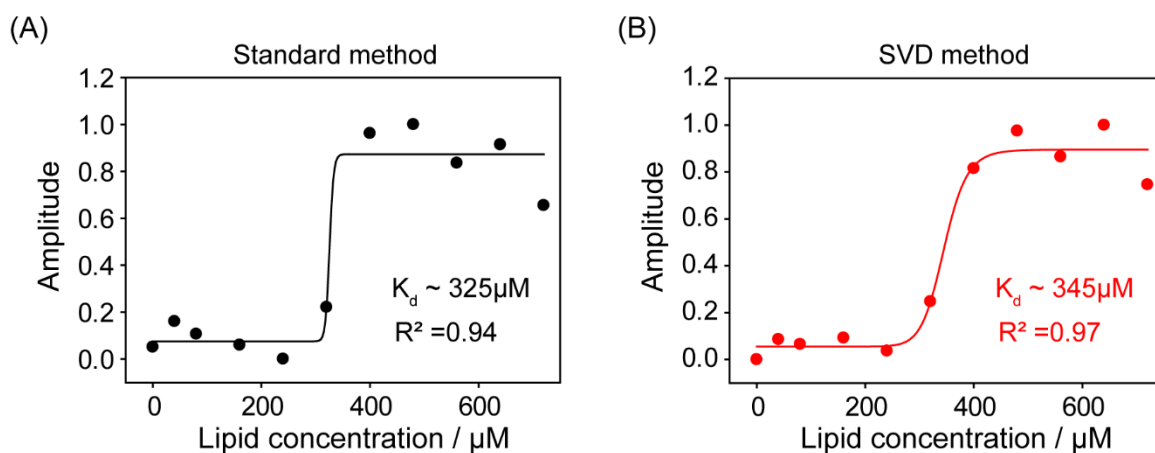 (A)
Standard method
1.2
1.0
0.8
0.6
0.4
0.2
0.0
Amplitude
K_d ~ 325µM
R² =0.94
0 200 400 600
Lipid concentration / µM
(B)
SVD method
1.2
1.0
0.8
0.6
0.4
0.2
0.0
Amplitude
K_d ~ 345µM
R² =0.97
0 200 400 600
Lipid concentration / µM